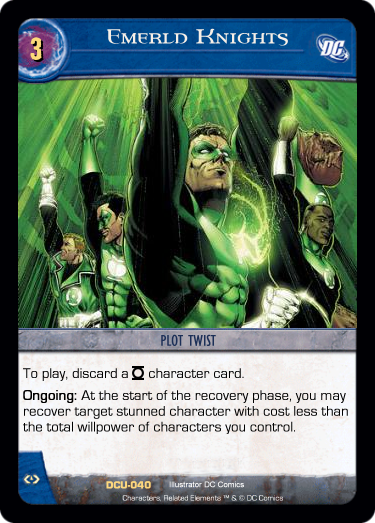 3
EMERLD KNIGHTS
DC
PLOT TWIST
To play, discard a character card.
Ongoing: At the start of the recovery phase, you may
recover target stunned character with cost less than
the total willpower of characters you control.
DCU-040 Illustrator DC Comics
Characters, Related Elements ™ & © DC Comics